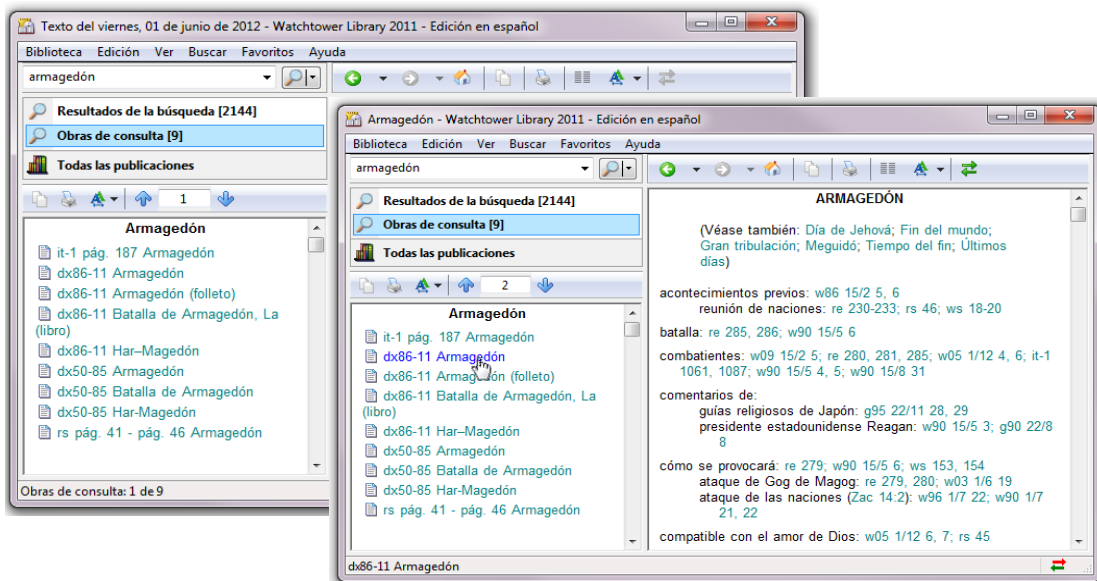 Texto del viernes, 01 de junio de 2012 - Watchtower Library 2011 - Edición en español
Biblioteca Edición Ver Buscar Favoritos Ayuda
armagedón
Resultados de la búsqueda [2144]
Obras de consulta [9]
Todas las publicaciones
1
Armagedón
it-1 pág. 187 Armagedón
dx86-11 Armagedón
dx86-11 Armagedón (folleto)
dx86-11 Batalla de Armagedón, La
(libro)
dx86-11 Har–Magedón
dx50-85 Armagedón
dx50-85 Batalla de Armagedón
dx50-85 Har-Magedón
rs pág. 41 - pág. 46 Armagedón
Obras de consulta: 1 de 9
Armagedón - Watchtower Library 2011 - Edición en español
Biblioteca Edición Ver Buscar Favoritos Ayuda
armagedón
Resultados de la búsqueda [2144]
Obras de consulta [9]
Todas las publicaciones
2
Armagedón
it-1 pág. 187 Armagedón
dx86-11 Armagedón
dx86-11 Armagedón (folleto)
dx86-11 Batalla de Armagedón, La
(libro)
dx86-11 Har–Magedón
dx50-85 Armagedón
dx50-85 Batalla de Armagedón
dx50-85 Har-Magedón
rs pág. 41 - pág. 46 Armagedón
ARMAGEDÓN
(Véase también: Día de Jehová; Fin del mundo;
Gran tribulación; Meguidó; Tiempo del fin; Últimos
días)
acontecimientos previos: w86 15/2 5, 6
reunión de naciones: re 230-233; rs 46; ws 18-20
batalla: re 285, 286; w90 15/5 6
combatientes: w09 15/2 5; re 280, 281, 285; w05 1/12 4, 6; it-1
1061, 1087; w90 15/5 4, 5; w90 15/8 31
comentarios de:
guías religiosos de Japón: g95 22/11 28, 29
presidente estadounidense Reagan: w90 15/5 3; g90 22/8
8
cómo se provocará: re 279; w90 15/5 6; ws 153, 154
ataque de Gog de Magog: re 279, 280; w03 1/6 19
ataque de las naciones (Zac 14:2): w96 1/7 22; w90 1/7
21, 22
compatible con el amor de Dios: w05 1/12 6, 7; rs 45
dx86-11 Armagedón